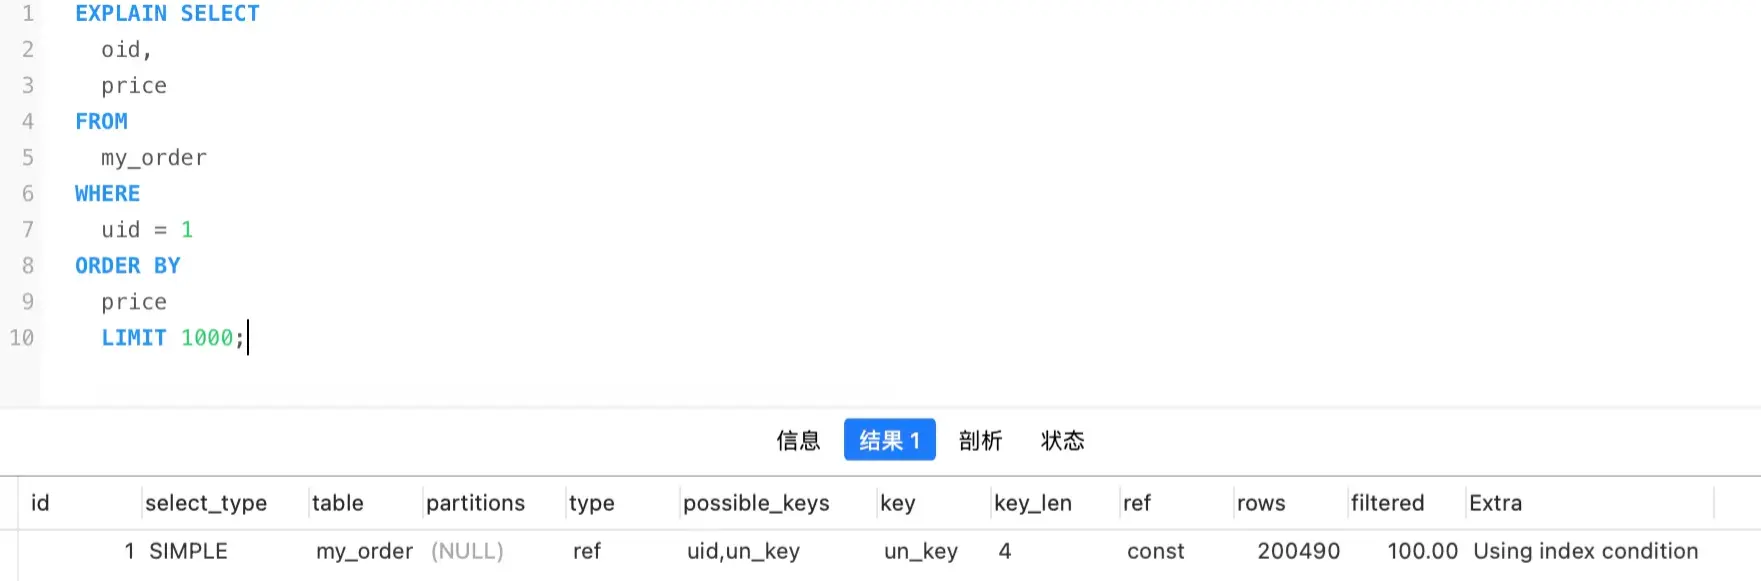 1 EXPLAIN SELECT
2 oid,
3 price
4 FROM
5 my_order
6 WHERE
7 uid = 1
8 ORDER BY
9 price
10 LIMIT 1000;
信息 结果 1 剖析 状态
id select_type table partitions type possible_keys key key_len ref rows filtered Extra
1 SIMPLE my_order (NULL) ref uid,un_key un_key 4 const 200490 100.00 Using index condition